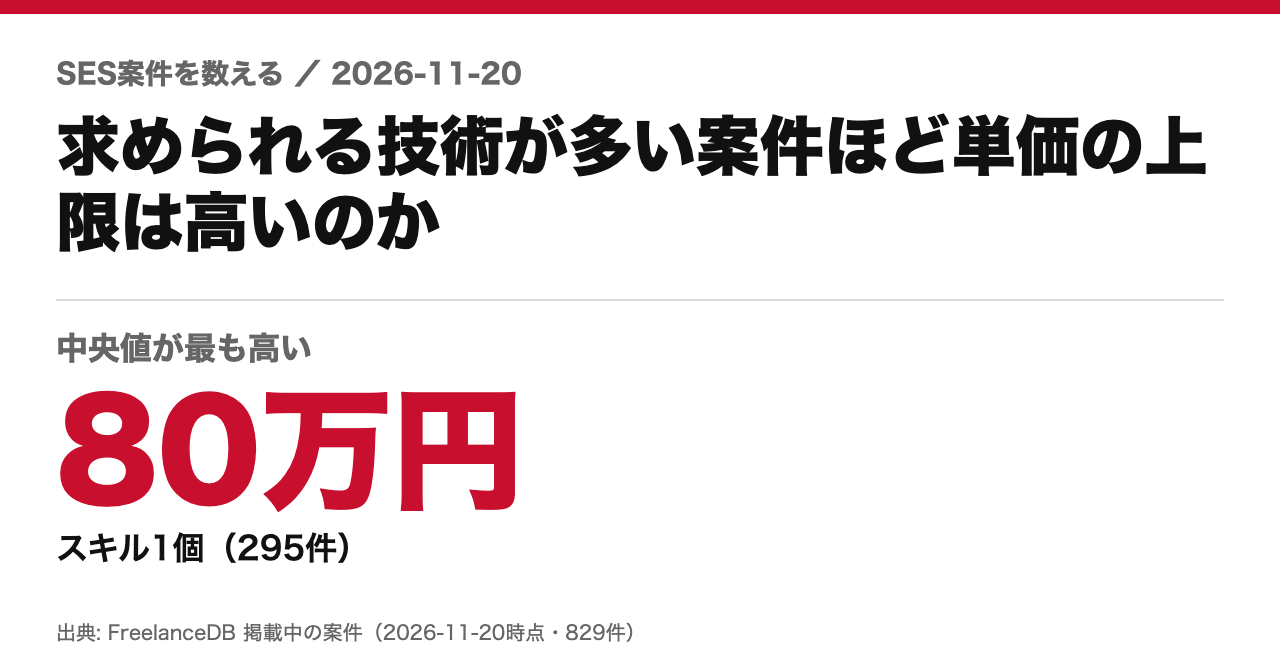 SES案件を数える ／ 2026-11-20
求められる技術が多い案件ほど単価の上
限は高いのか
中央値が最も高い
80万円
スキル1個（295件）
出典: FreelanceDB 掲載中の案件（2026-11-20時点・829件）